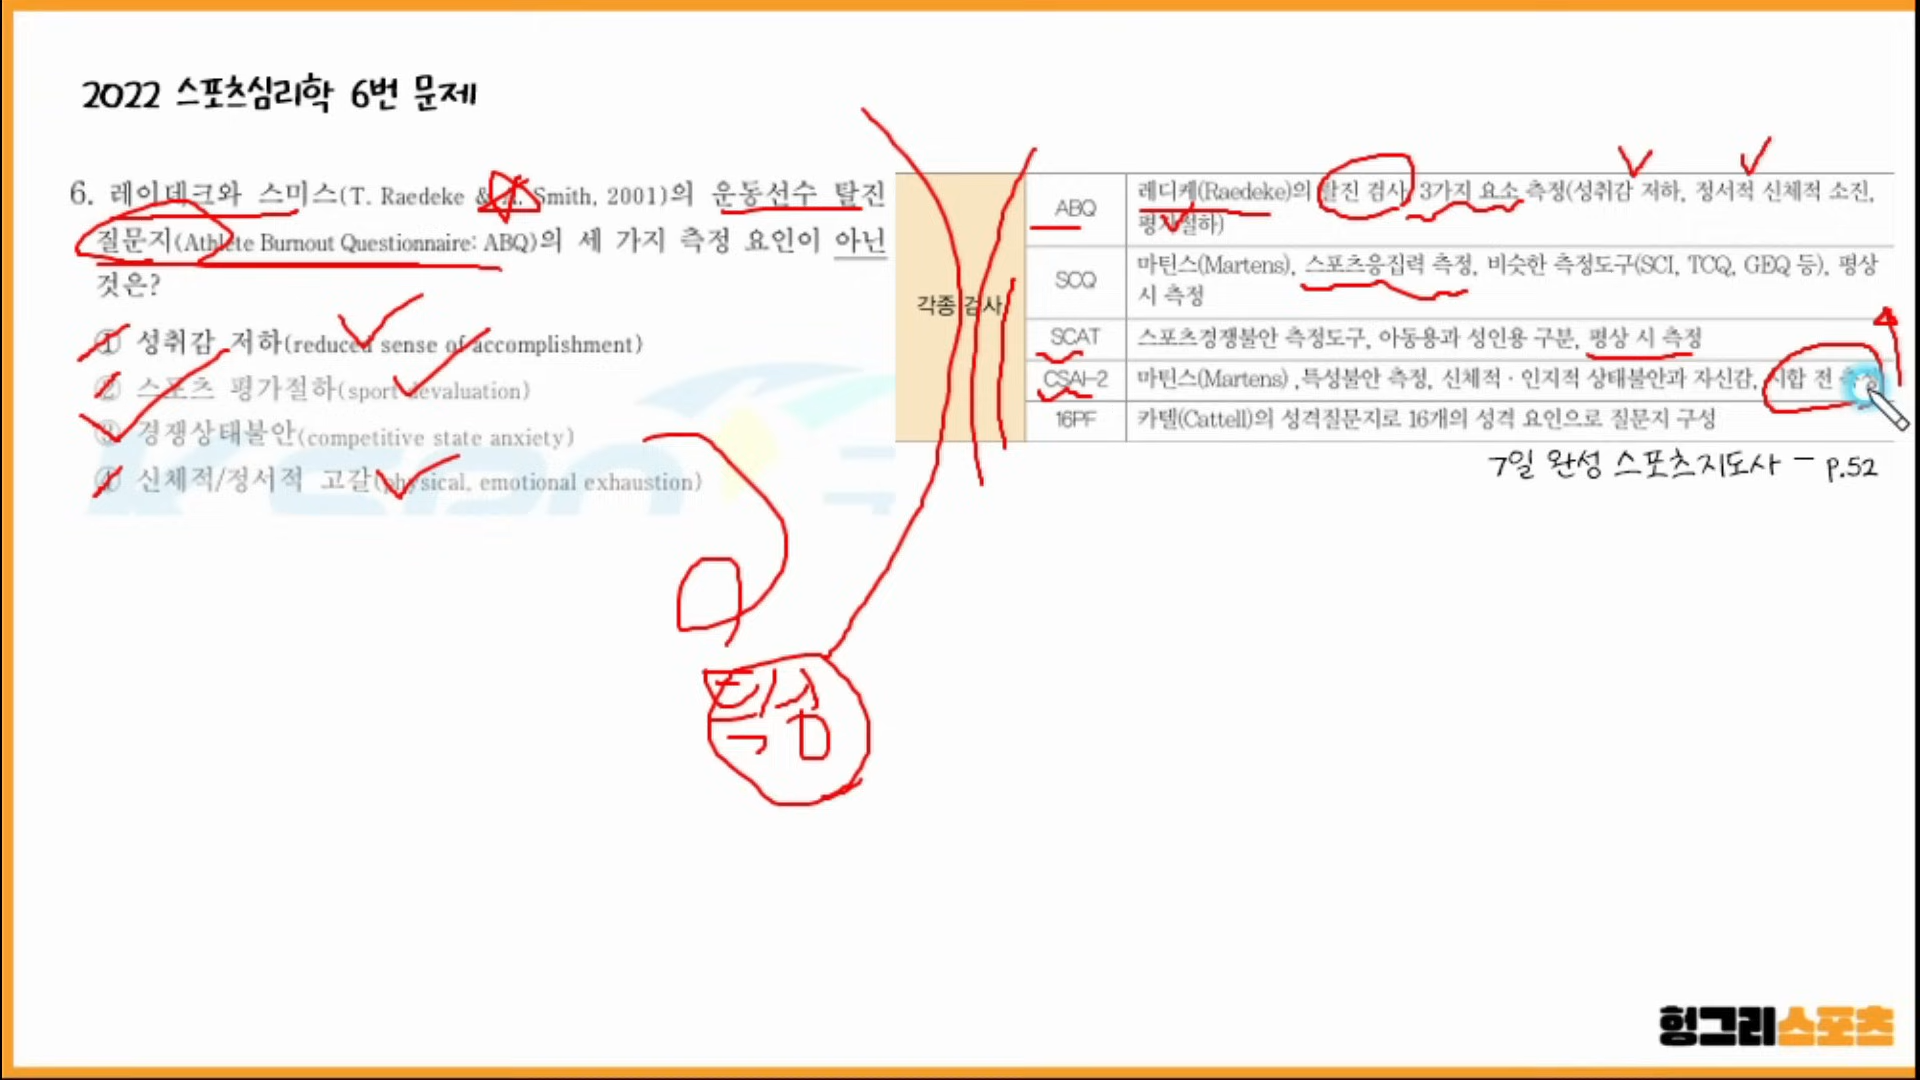 2022 스포츠심리학 6번 문제
6. 레이데크와 스미스(T. Raedeke & Smith, 2001)의 운동선수 탈진
질문지(Athlete Burnout Questionnaire: ABQ)의 세 가지 측정 요인이 아닌
것은?
① 성취감 저하(reduced sense of accomplishment)
② 스포츠 평가절하(sport devaluation)
③ 경쟁상태불안(competitive state anxiety)
④ 신체적/정서적 고갈(physical, emotional exhaustion)
각종 검사
ABQ 레디케(Raedeke)의 탈진 검사 3가지 요소 측정(성취감 저하, 정서적 신체적 소진,
평가절하)
SCQ 마틴스(Martens), 스포츠응집력 측정, 비슷한 측정도구(SCI, TCQ, GEQ 등), 평상
시 측정
SCAT 스포츠경쟁불안 측정도구, 아동용과 성인용 구분, 평상 시 측정
CSAI-2 마틴스(Martens) ,특성불안 측정, 신체적·인지적 상태불안과 자신감, 시합 전 측정
16PF 카텔(Cattell)의 성격질문지로 16개의 성격 요인으로 질문지 구성
7일 완성 스포츠지도사 - p.52
특성
헝그리스포츠